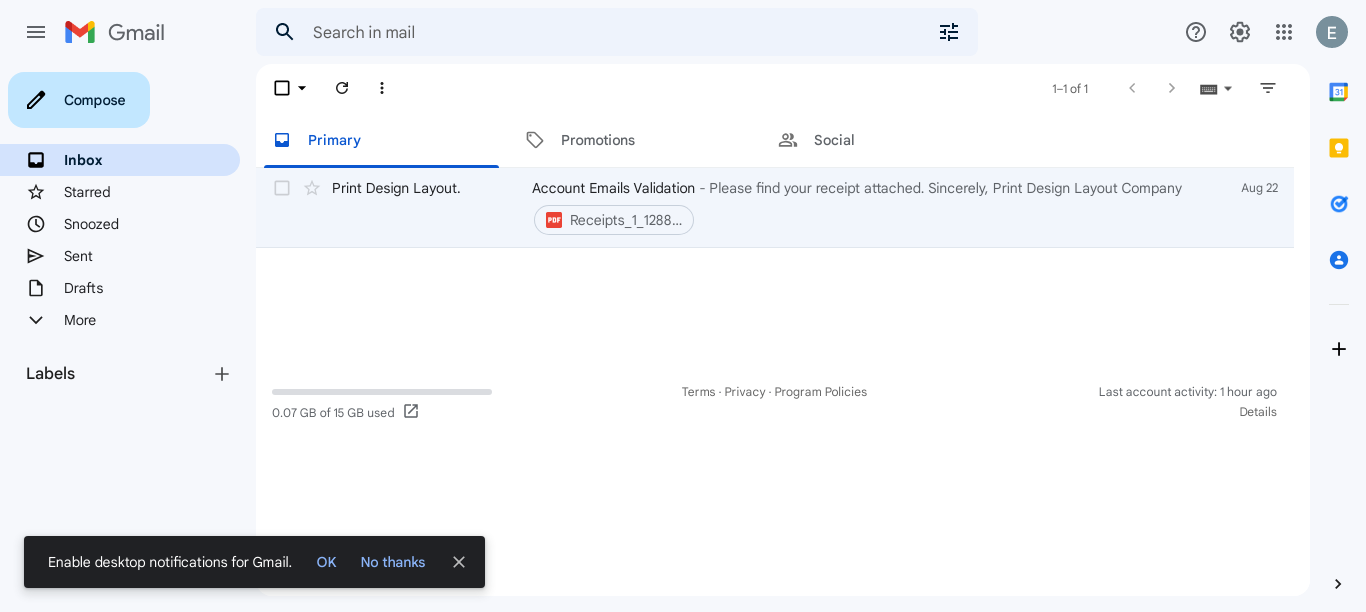 Gmail
Search in mail
E
Compose
1–1 of 1
31
Primary
Promotions
Social
Inbox
Starred
Snoozed
Sent
Drafts
More
Print Design Layout.
Account Emails Validation - Please find your receipt attached. Sincerely, Print Design Layout Company
Aug 22
PDF Receipts_1_1288...
Labels
0.07 GB of 15 GB used
Terms · Privacy · Program Policies
Last account activity: 1 hour ago
Details
Enable desktop notifications for Gmail. OK No thanks